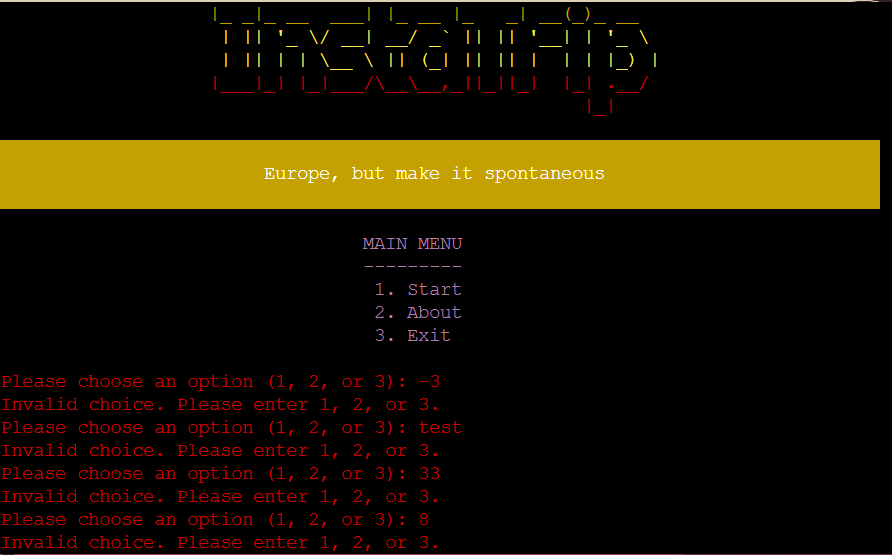 InstaTrip
Europe, but make it spontaneous
MAIN MENU
---------
1. Start
2. About
3. Exit
Please choose an option (1, 2, or 3): -3
Invalid choice. Please enter 1, 2, or 3.
Please choose an option (1, 2, or 3): test
Invalid choice. Please enter 1, 2, or 3.
Please choose an option (1, 2, or 3): 33
Invalid choice. Please enter 1, 2, or 3.
Please choose an option (1, 2, or 3): 8
Invalid choice. Please enter 1, 2, or 3.